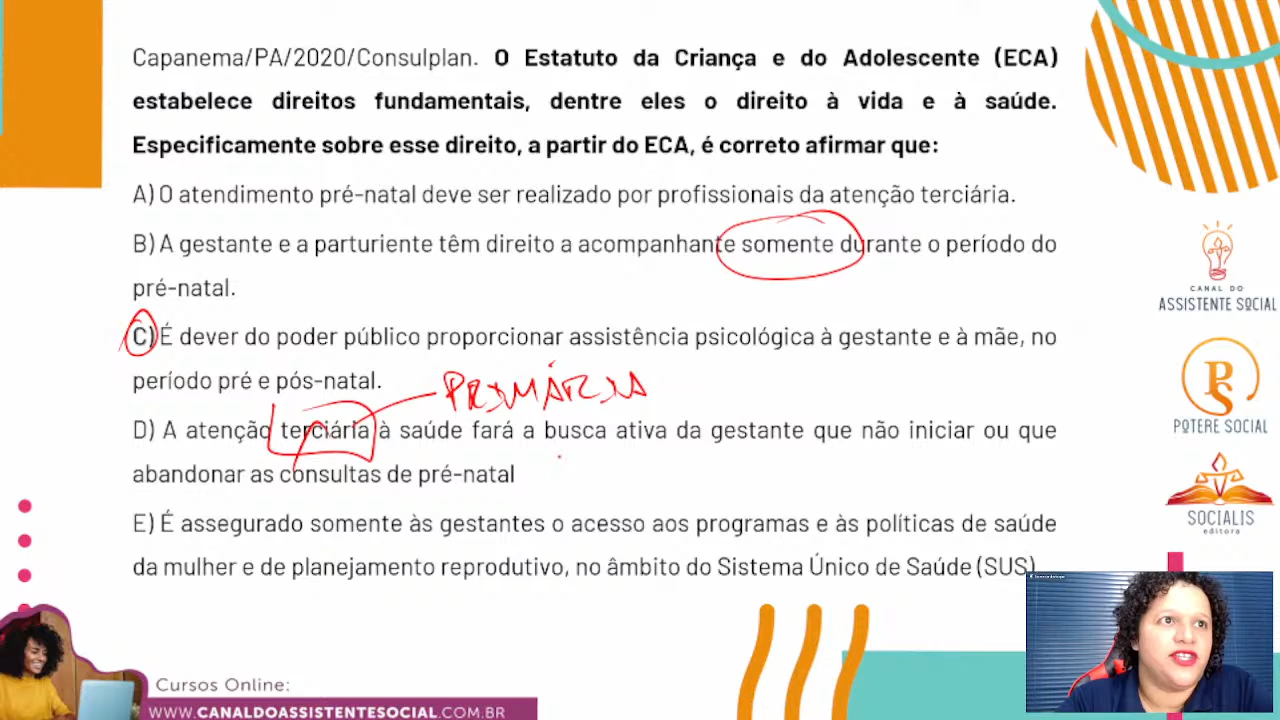 Capanema/PA/2020/Consulplan. O Estatuto da Criança e do Adolescente (ECA)
estabelece direitos fundamentais, dentre eles o direito à vida e à saúde.
Especificamente sobre esse direito, a partir do ECA, é correto afirmar que:
A) O atendimento pré-natal deve ser realizado por profissionais da atenção terciária.
B) A gestante e a parturiente têm direito a acompanhante somente durante o período do
pré-natal.
C) É dever do poder público proporcionar assistência psicológica à gestante e à mãe, no
período pré e pós-natal.
PRIMÁRIA
D) A atenção terciária à saúde fará a busca ativa da gestante que não iniciar ou que
abandonar as consultas de pré-natal
E) É assegurado somente às gestantes o acesso aos programas e às políticas de saúde
da mulher e de planejamento reprodutivo, no âmbito do Sistema Único de Saúde (SUS)
CANAL DO
ASSISTENTE SOCIAL
POTERE SOCIAL
SOCIALIS
editora
Cursos Online:
WWW.CANALDOASSISTENTESOCIAL.COM.BR